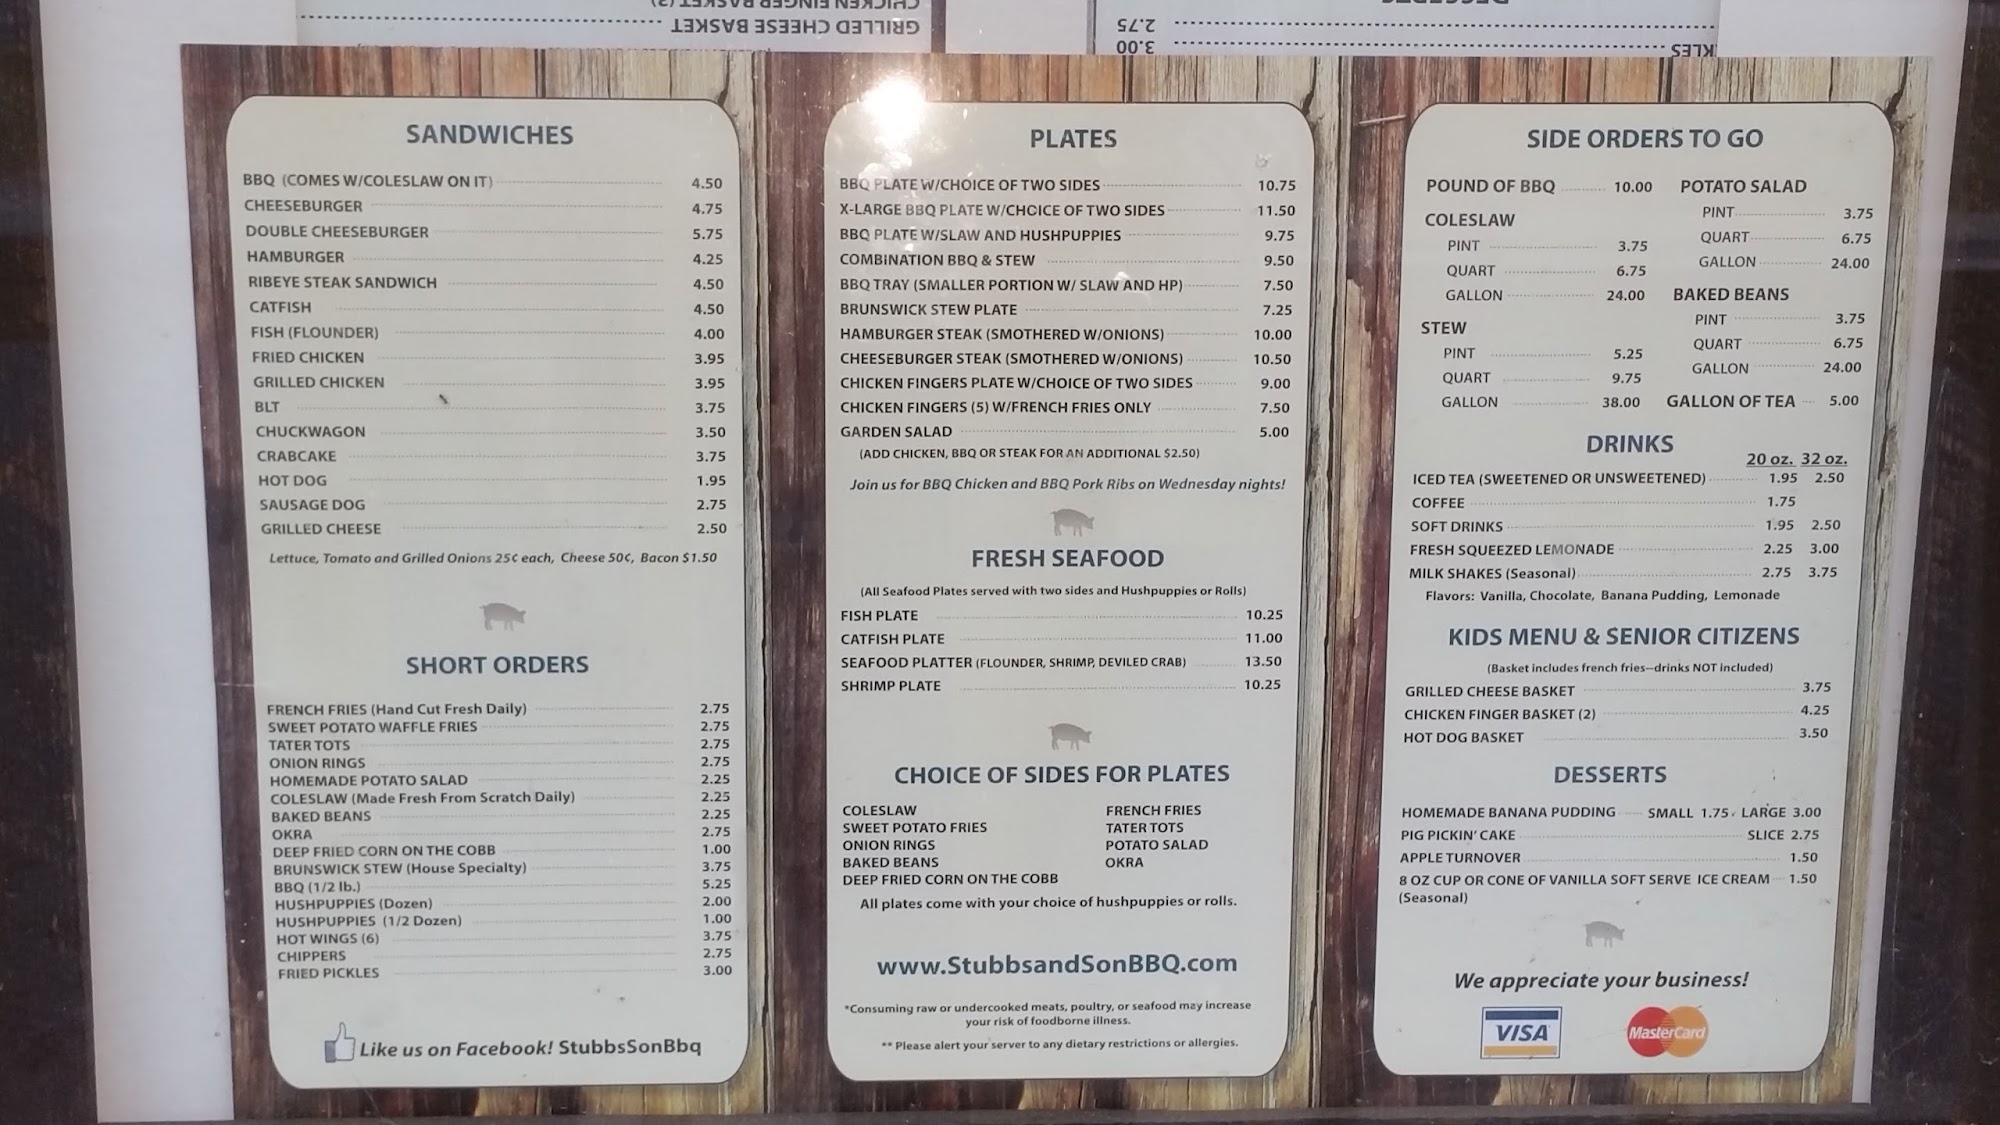 CHICKEN FINGER BASKET (2)
GRILLED CHEESE BASKET
DESSERTS
2.75
KLES 3.00
SANDWICHES
BBQ (COMES W/COLESLAW ON IT) 4.50
CHEESEBURGER 4.75
DOUBLE CHEESEBURGER 5.75
HAMBURGER 4.25
RIBEYE STEAK SANDWICH 4.50
CATFISH 4.50
FISH (FLOUNDER) 4.00
FRIED CHICKEN 3.95
GRILLED CHICKEN 3.95
BLT 3.75
CHUCKWAGON 3.50
CRABCAKE 3.75
HOT DOG 1.95
SAUSAGE DOG 2.75
GRILLED CHEESE 2.50
Lettuce, Tomato and Grilled Onions 25¢ each, Cheese 50¢, Bacon $1.50
SHORT ORDERS
FRENCH FRIES (Hand Cut Fresh Daily) 2.75
SWEET POTATO WAFFLE FRIES 2.75
TATER TOTS 2.75
ONION RINGS 2.75
HOMEMADE POTATO SALAD 2.25
COLESLAW (Made Fresh From Scratch Daily) 2.25
BAKED BEANS 2.25
OKRA 2.75
DEEP FRIED CORN ON THE COBB 1.00
BRUNSWICK STEW (House Specialty) 3.75
BBQ (1/2 lb.) 5.25
HUSHPUPPIES (Dozen) 2.00
HUSHPUPPIES (1/2 Dozen) 1.00
HOT WINGS (6) 3.75
CHIPPERS 2.75
FRIED PICKLES 3.00
Like us on Facebook! StubbsSonBbq
PLATES
BBQ PLATE W/CHOICE OF TWO SIDES 10.75
X-LARGE BBQ PLATE W/CHOICE OF TWO SIDES 11.50
BBQ PLATE W/SLAW AND HUSHPUPPIES 9.75
COMBINATION BBQ & STEW 9.50
BBQ TRAY (SMALLER PORTION W/ SLAW AND HP) 7.50
BRUNSWICK STEW PLATE 7.25
HAMBURGER STEAK (SMOTHERED W/ONIONS) 10.00
CHEESEBURGER STEAK (SMOTHERED W/ONIONS) 10.50
CHICKEN FINGERS PLATE W/CHOICE OF TWO SIDES 9.00
CHICKEN FINGERS (5) W/FRENCH FRIES ONLY 7.50
GARDEN SALAD 5.00
(ADD CHICKEN, BBQ OR STEAK FOR AN ADDITIONAL $2.50)
Join us for BBQ Chicken and BBQ Pork Ribs on Wednesday nights!
FRESH SEAFOOD
(All Seafood Plates served with two sides and Hushpuppies or Rolls)
FISH PLATE 10.25
CATFISH PLATE 11.00
SEAFOOD PLATTER (FLOUNDER, SHRIMP, DEVILED CRAB) 13.50
SHRIMP PLATE 10.25
CHOICE OF SIDES FOR PLATES
COLESLAW FRENCH FRIES
SWEET POTATO FRIES TATER TOTS
ONION RINGS POTATO SALAD
BAKED BEANS OKRA
DEEP FRIED CORN ON THE COBB
All plates come with your choice of hushpuppies or rolls.
www.StubbsandSonBBQ.com
*Consuming raw or undercooked meats, poultry, or seafood may increase
your risk of foodborne illness.
** Please alert your server to any dietary restrictions or allergies.
SIDE ORDERS TO GO
POUND OF BBQ 10.00
COLESLAW
PINT 3.75
QUART 6.75
GALLON 24.00
STEW
PINT 5.25
QUART 9.75
GALLON 38.00
POTATO SALAD
PINT 3.75
QUART 6.75
GALLON 24.00
BAKED BEANS
PINT 3.75
QUART 6.75
GALLON 24.00
GALLON OF TEA 5.00
DRINKS
20 oz. 32 oz.
ICED TEA (SWEETENED OR UNSWEETENED) 1.95 2.50
COFFEE 1.75
SOFT DRINKS 1.95 2.50
FRESH SQUEEZED LEMONADE 2.25 3.00
MILK SHAKES (Seasonal) 2.75 3.75
Flavors: Vanilla, Chocolate, Banana Pudding, Lemonade
KIDS MENU & SENIOR CITIZENS
(Basket includes french fries–drinks NOT included)
GRILLED CHEESE BASKET 3.75
CHICKEN FINGER BASKET (2) 4.25
HOT DOG BASKET 3.50
DESSERTS
HOMEMADE BANANA PUDDING SMALL 1.75 LARGE 3.00
PIG PICKIN' CAKE SLICE 2.75
APPLE TURNOVER 1.50
8 OZ CUP OR CONE OF VANILLA SOFT SERVE ICE CREAM 1.50
(Seasonal)
We appreciate your business!
VISA
MasterCard